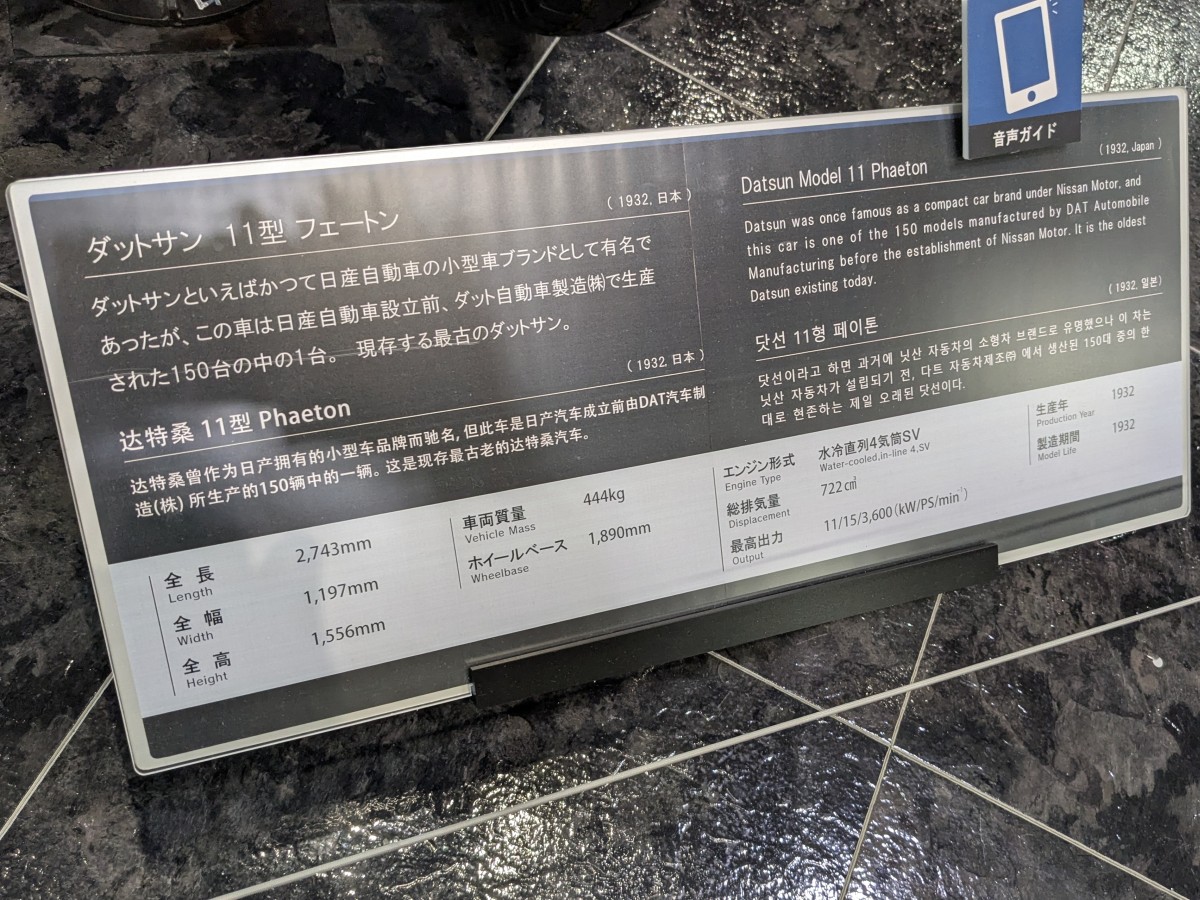 音声ガイド
ダットサン 11型 フェートン
( 1932, 日本 )
ダットサンといえばかつて日産自動車の小型車ブランドとして有名で
あったが、この車は日産自動車設立前、ダット自動車製造㈱で生産
された150台の中の1台。 現存する最古のダットサン。
达特桑 11型 Phaeton
( 1932, 日本 )
达特桑曾作为日产拥有的小型车品牌而驰名, 但此车是日产汽车成立前由DAT汽车制
造(株) 所生产的150辆中的一辆。这是现存最古老的达特桑汽车。
Datsun Model 11 Phaeton
( 1932, Japan )
Datsun was once famous as a compact car brand under Nissan Motor, and
this car is one of the 150 models manufactured by DAT Automobile
Manufacturing before the establishment of Nissan Motor. It is the oldest
Datsun existing today.
닷선 11형 페이톤
( 1932, 일본)
닷선이라고 하면 과거에 닛산 자동차의 소형차 브랜드로 유명했으나 이 차는
닛산 자동차가 설립되기 전, 다트 자동차제조㈜ 에서 생산된 150대 중의 한
대로 현존하는 제일 오래된 닷선이다.
全 長 2,743mm
Length
全 幅 1,197mm
Width
全 高 1,556mm
Height
車両質量 444kg
Vehicle Mass
ホイールベース 1,890mm
Wheelbase
エンジン形式 水冷直列4気筒SV
Engine Type Water-cooled,in-line 4,SV
総排気量 722㎤
Displacement
最高出力 11/15/3,600(kW/PS/min⁻¹)
Output
生産年 1932
Production Year
製造期間 1932
Model Life